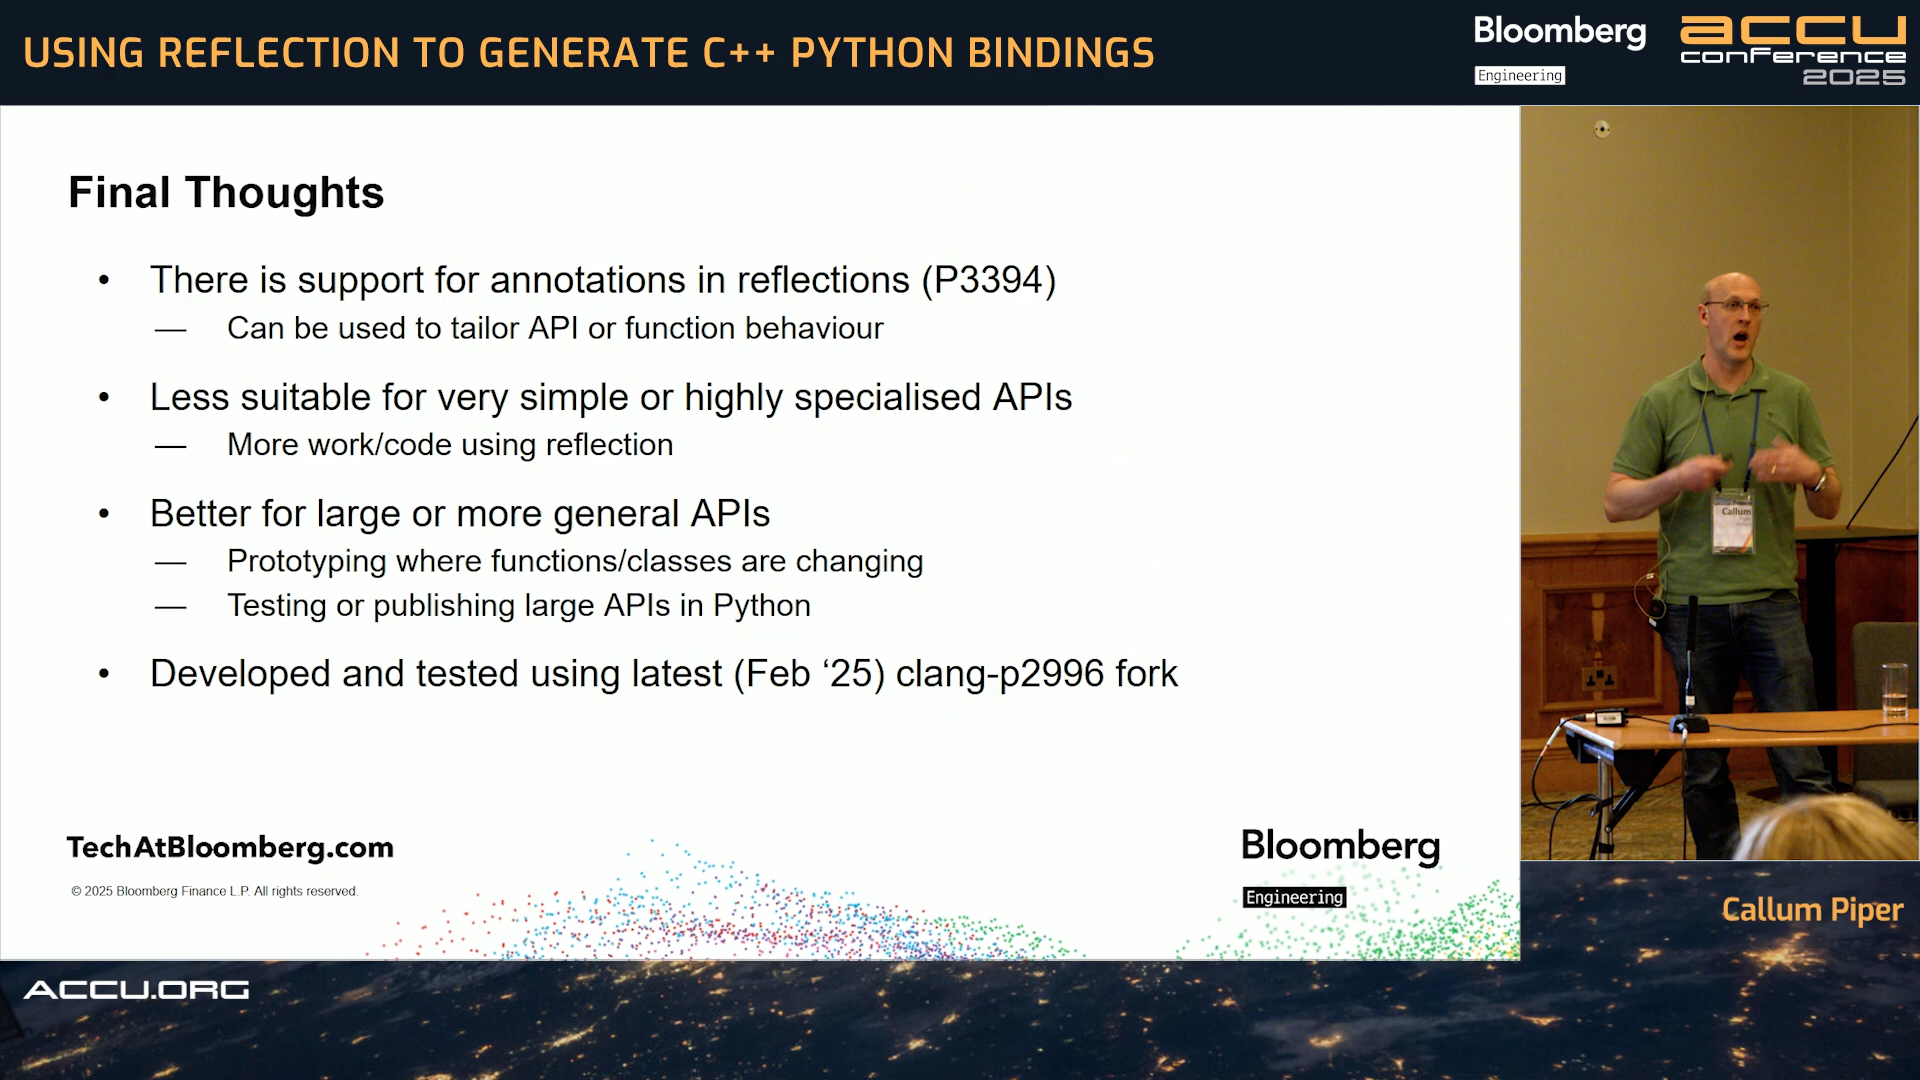 USING REFLECTION TO GENERATE C++ PYTHON BINDINGS
Bloomberg
Engineering
accu
conference
2025
Final Thoughts
• There is support for annotations in reflections (P3394)
— Can be used to tailor API or function behaviour
• Less suitable for very simple or highly specialised APIs
— More work/code using reflection
• Better for large or more general APIs
— Prototyping where functions/classes are changing
— Testing or publishing large APIs in Python
• Developed and tested using latest (Feb ‘25) clang-p2996 fork
TechAtBloomberg.com
© 2025 Bloomberg Finance L.P. All rights reserved.
Bloomberg
Engineering
Callum
Callum Piper
ACCU.ORG